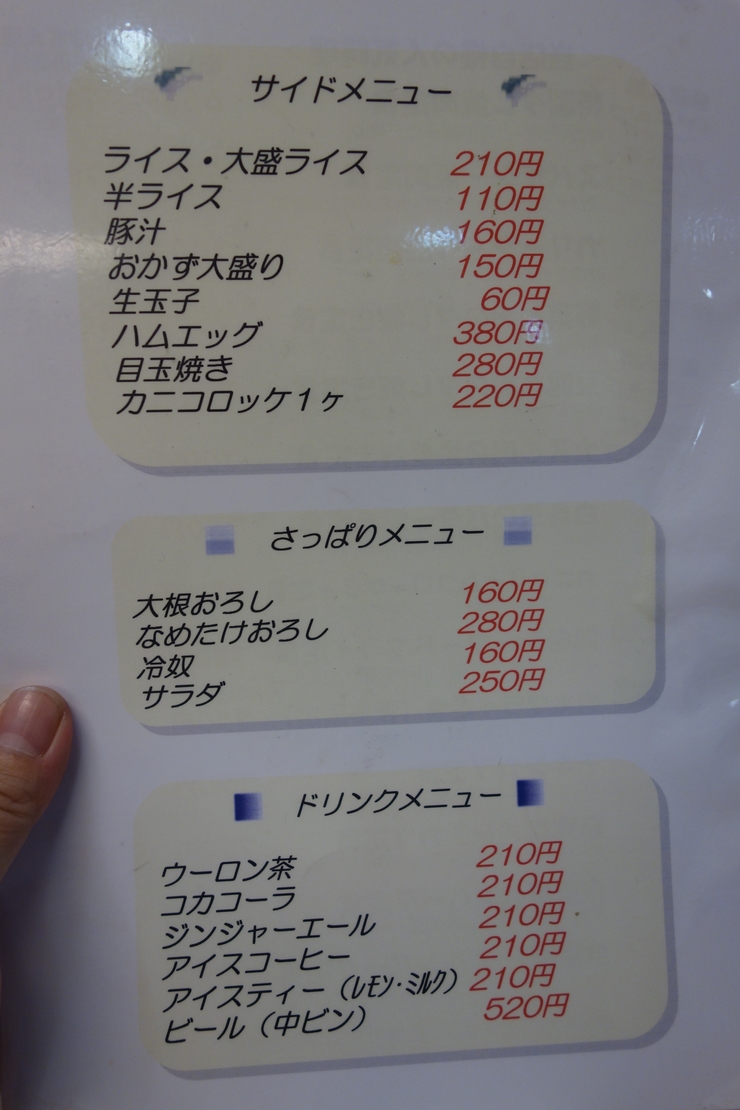 サイドメニュー
ライス・大盛ライス 210円
半ライス 110円
豚汁 160円
おかず大盛り 150円
生玉子 60円
ハムエッグ 380円
目玉焼き 280円
カニコロッケ1ヶ 220円
さっぱりメニュー
大根おろし 160円
なめたけおろし 280円
冷奴 160円
サラダ 250円
ドリンクメニュー
ウーロン茶 210円
コカコーラ 210円
ジンジャーエール 210円
アイスコーヒー 210円
アイスティー(レモン・ミルク) 210円
ビール(中ビン) 520円